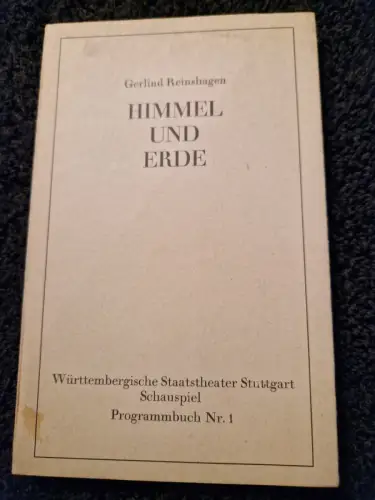 Gerlind Reinshagen
HIMMEL
UND
ERDE
Württembergische Staatstheater Stuttgart
Schauspiel
Programmbuch Nr. 1